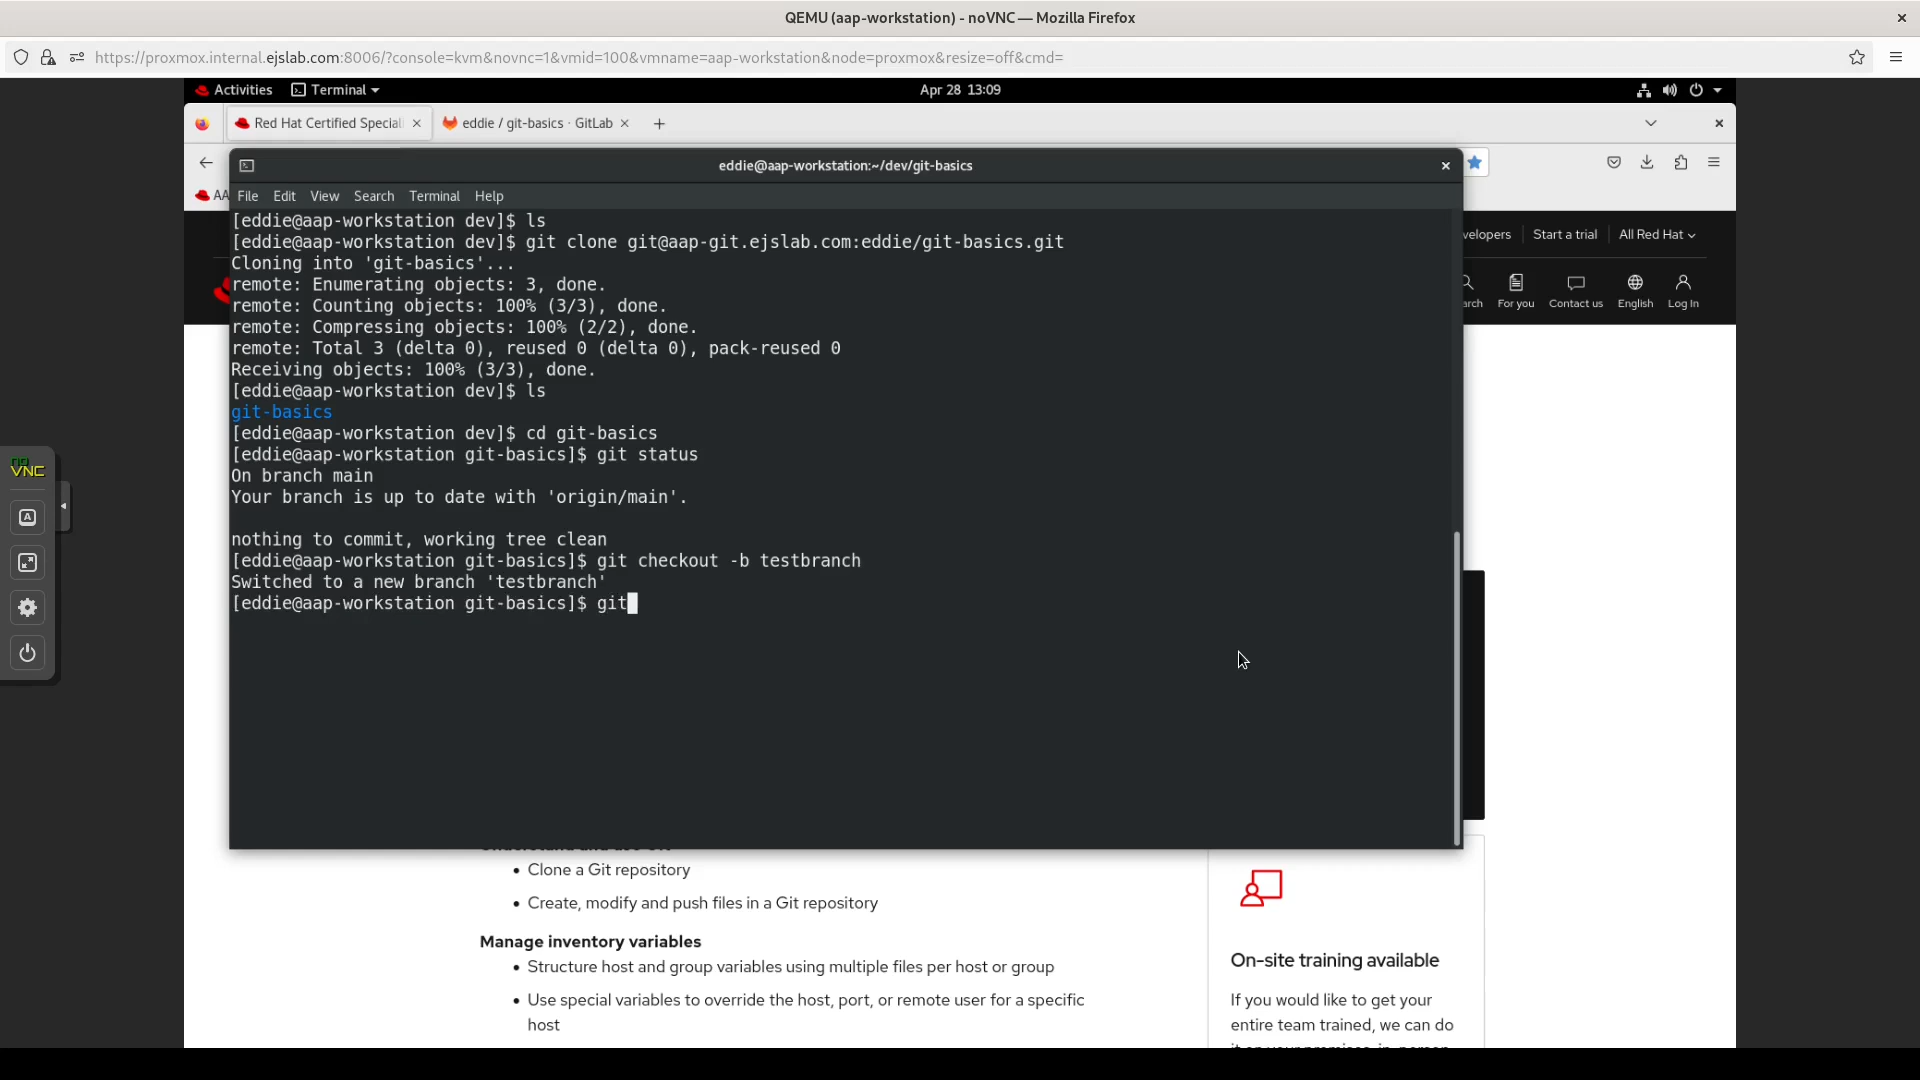 QEMU (aap-workstation) - noVNC — Mozilla Firefox
https://proxmox.internal.ejslab.com:8006/?console=kvm&novnc=1&vmid=100&vmname=aap-workstation&node=proxmox&resize=off&cmd=
Activities Terminal Apr 28 13:09
Red Hat Certified Special eddie / git-basics · GitLab
eddie@aap-workstation:~/dev/git-basics
File Edit View Search Terminal Help
[eddie@aap-workstation dev]$ ls
[eddie@aap-workstation dev]$ git clone git@aap-git.ejslab.com:eddie/git-basics.git
Cloning into 'git-basics'...
remote: Enumerating objects: 3, done.
remote: Counting objects: 100% (3/3), done.
remote: Compressing objects: 100% (2/2), done.
remote: Total 3 (delta 0), reused 0 (delta 0), pack-reused 0
Receiving objects: 100% (3/3), done.
[eddie@aap-workstation dev]$ ls
git-basics
[eddie@aap-workstation dev]$ cd git-basics
[eddie@aap-workstation git-basics]$ git status
On branch main
Your branch is up to date with 'origin/main'.
nothing to commit, working tree clean
[eddie@aap-workstation git-basics]$ git checkout -b testbranch
Switched to a new branch 'testbranch'
[eddie@aap-workstation git-basics]$ git
AA
velopers Start a trial All Red Hat
arch For you Contact us English Log In
no
VNC
A
• Clone a Git repository
• Create, modify and push files in a Git repository
Manage inventory variables
• Structure host and group variables using multiple files per host or group
• Use special variables to override the host, port, or remote user for a specific
host
On-site training available
If you would like to get your
entire team trained, we can do